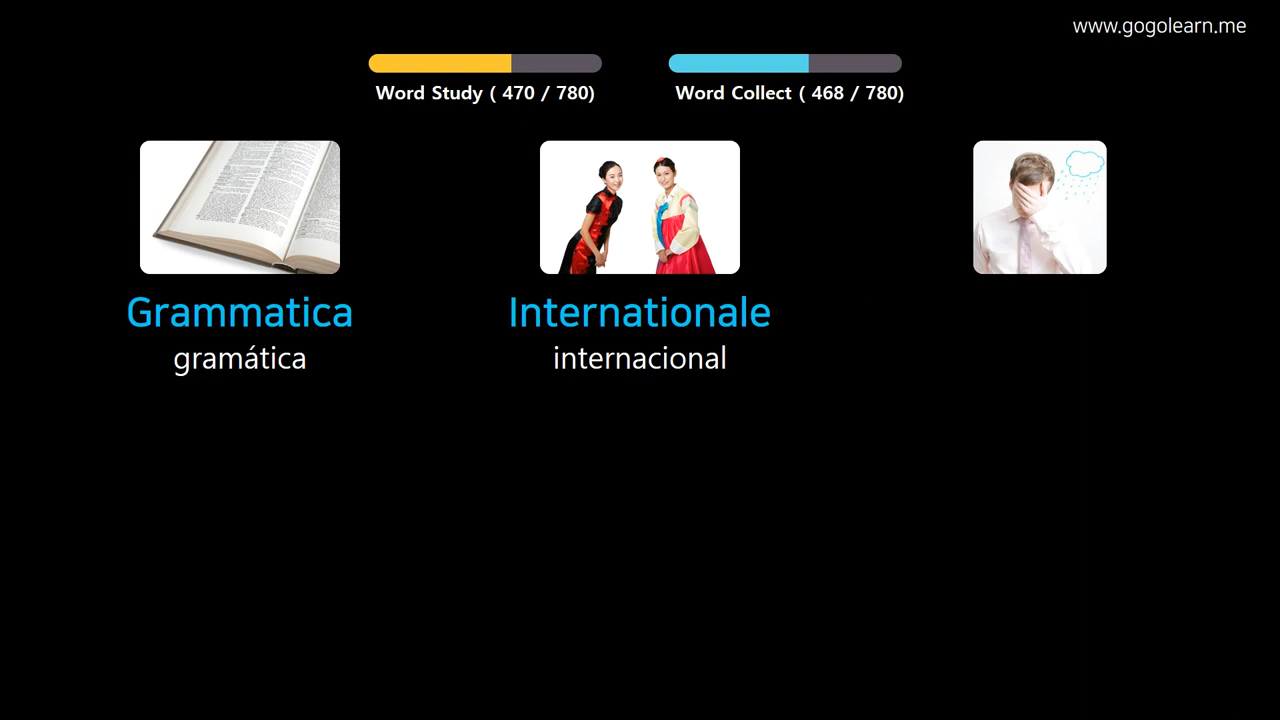 www.gogolearn.me
Word Study ( 470 / 780)
Word Collect ( 468 / 780)
Grammatica
Internationale
gramática
internacional